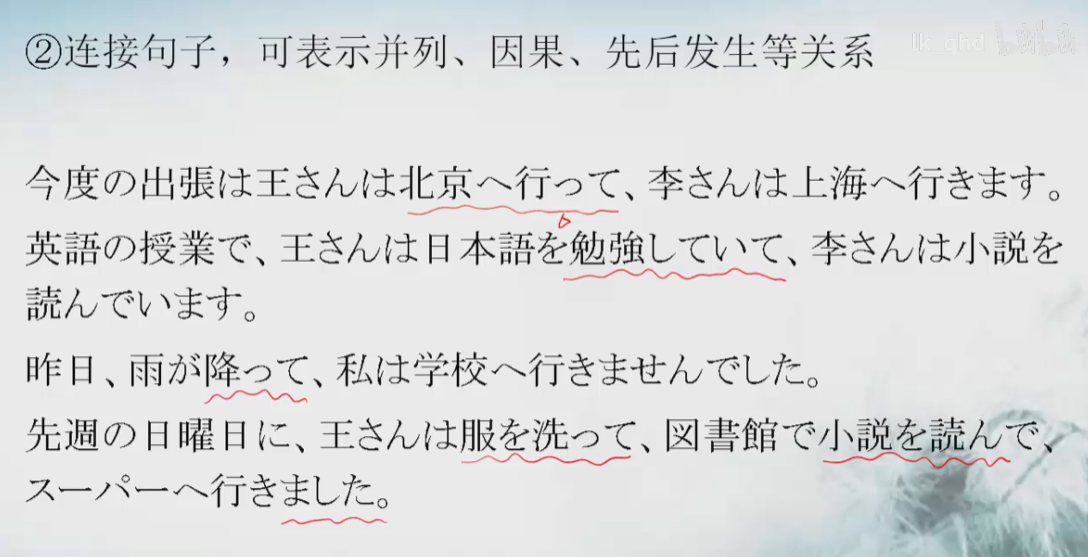 ②连接句子，可表示并列、因果、先后发生等关系
lk_qhd bilibili
今度の出張は王さんは北京へ行って、李さんは上海へ行きます。
英語の授業で、王さんは日本語を勉強していて、李さんは小説を
読んでいます。
昨日、雨が降って、私は学校へ行きませんでした。
先週の日曜日に、王さんは服を洗って、図書館で小説を読んで、
スーパーへ行きました。